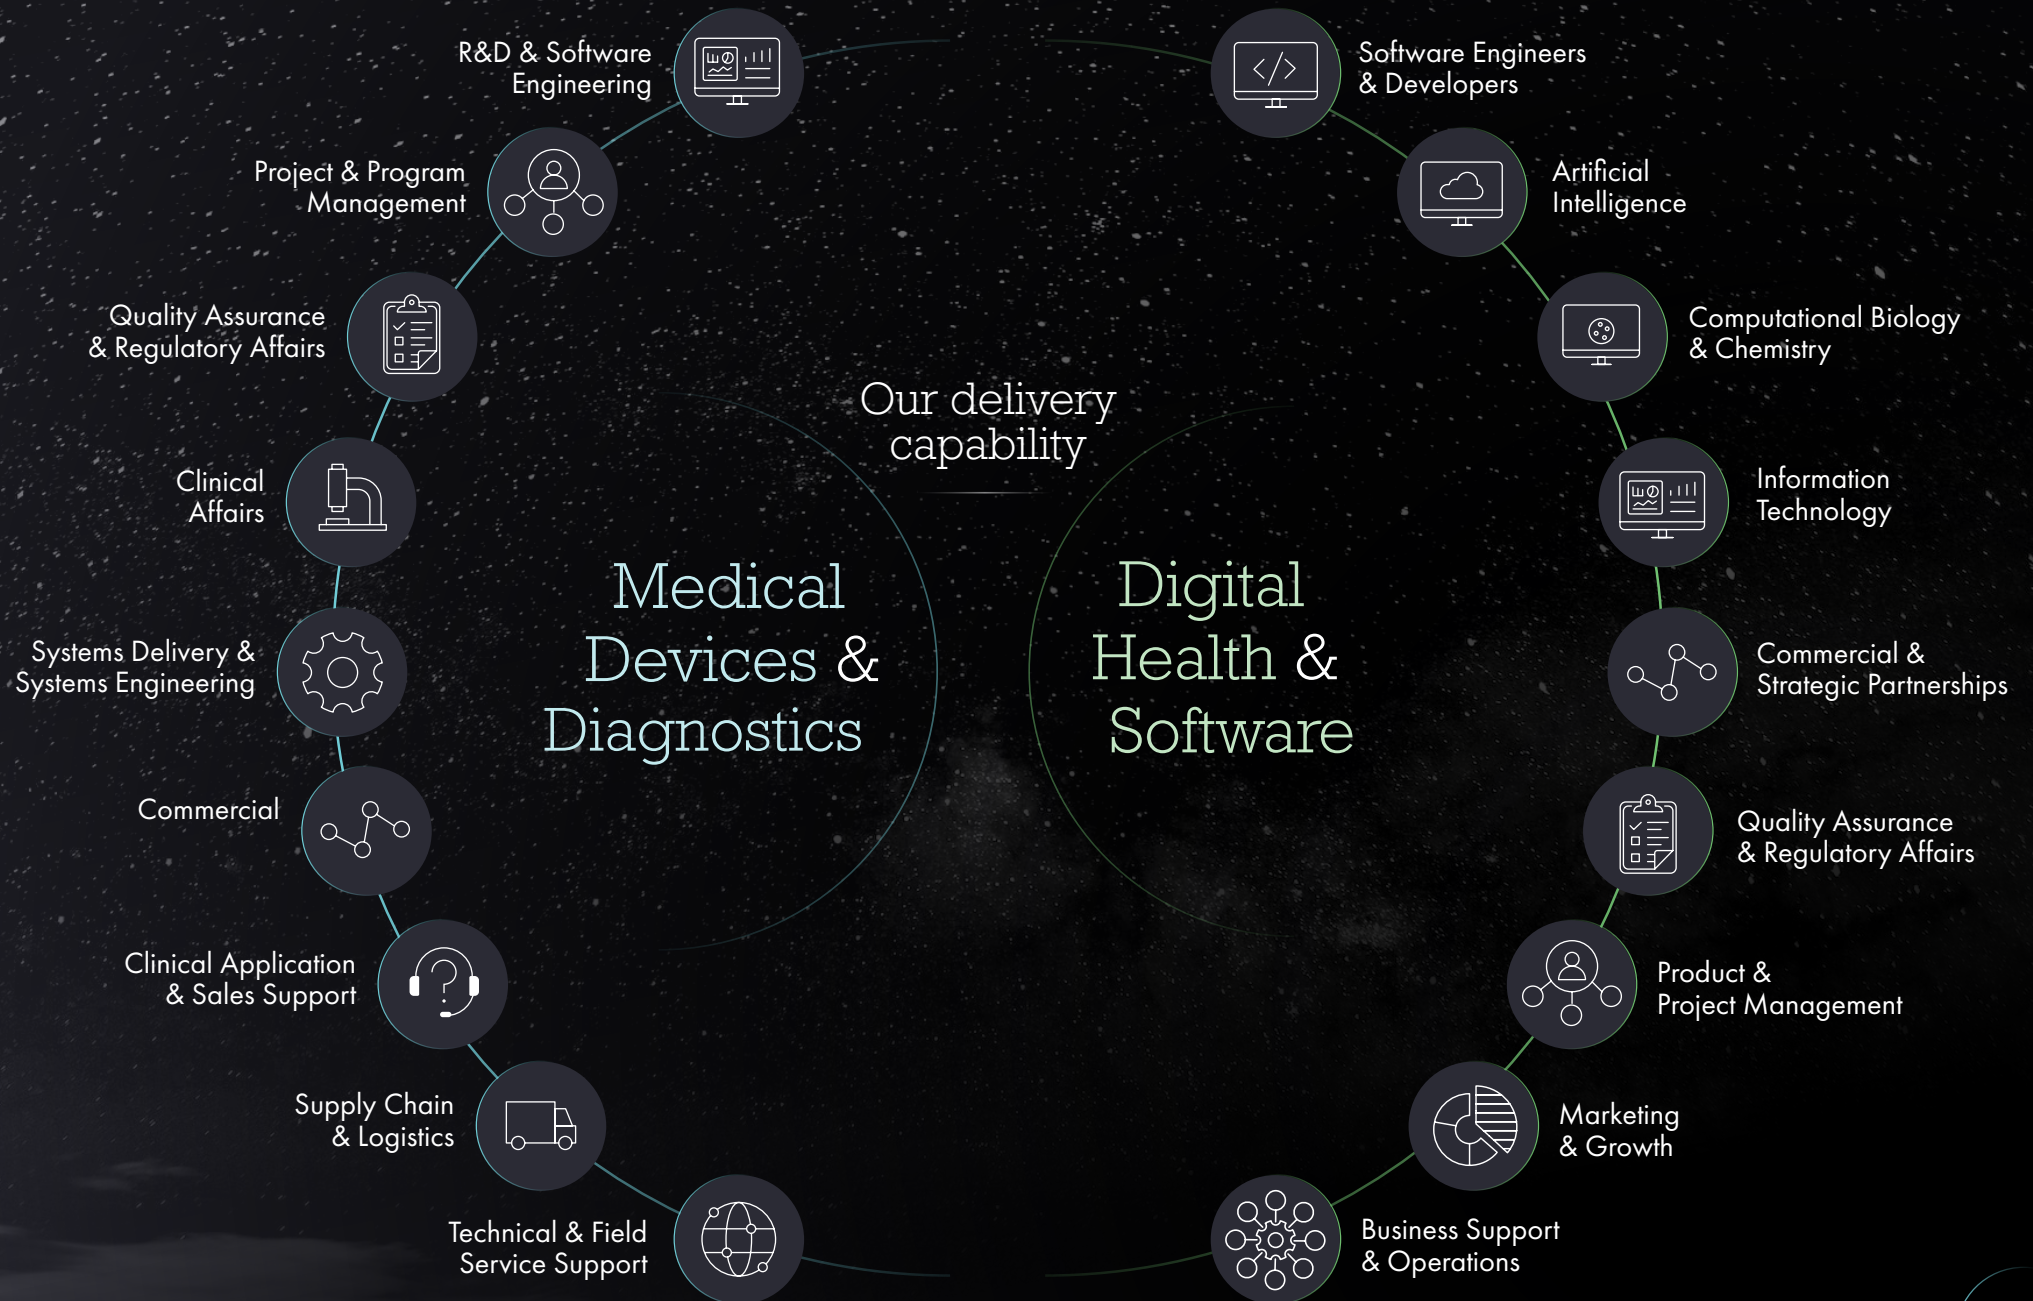 Our delivery
capability
Medical
Devices &
Diagnostics
R&D & Software
Engineering
Project & Program
Management
Quality Assurance
& Regulatory Affairs
Clinical
Affairs
Systems Delivery &
Systems Engineering
Commercial
Clinical Application
& Sales Support
Supply Chain
& Logistics
Technical & Field
Service Support
Digital
Health &
Software
Software Engineers
& Developers
Artificial
Intelligence
Computational Biology
& Chemistry
Information
Technology
Commercial &
Strategic Partnerships
Quality Assurance
& Regulatory Affairs
Product &
Project Management
Marketing
& Growth
Business Support
& Operations